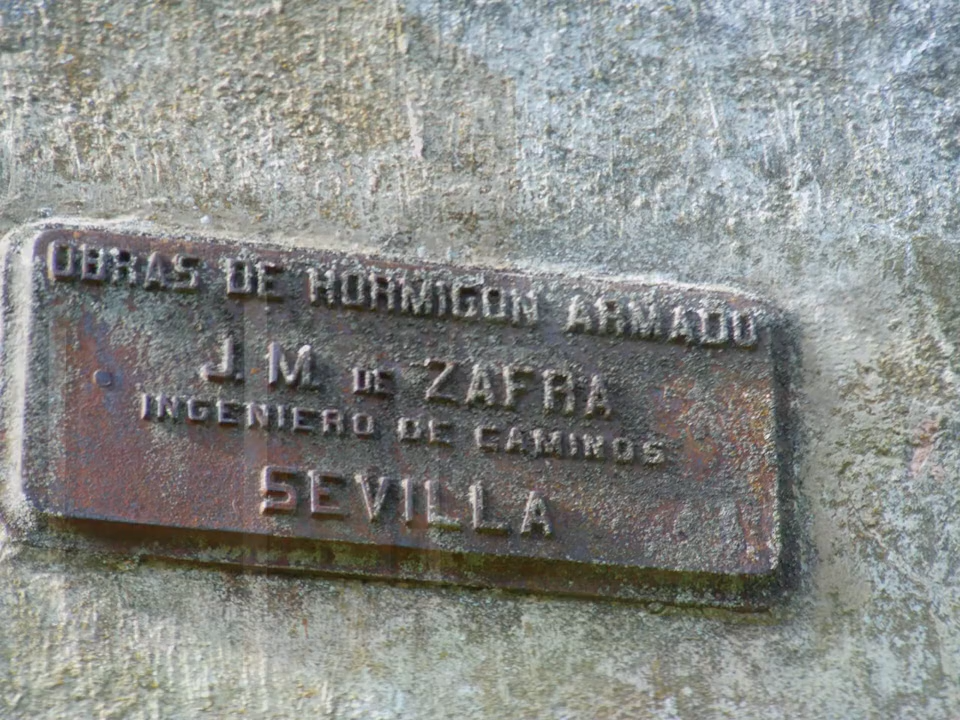 OBRAS DE HORMIGON ARMADO
J. M. DE ZAFRA
INGENIERO DE CAMINOS
SEVILLA